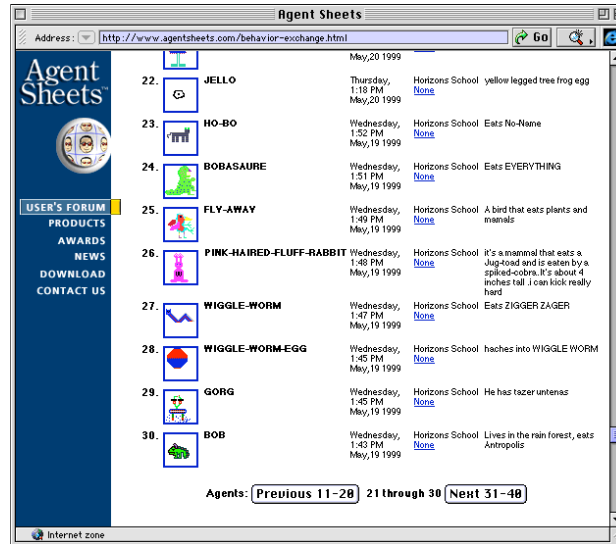 Agent Sheets
Address: http://www.agentsheets.com/behavior-exchange.html Go
Agent
Sheets™
USER'S FORUM
PRODUCTS
AWARDS
NEWS
DOWNLOAD
CONTACT US
May,20 1999
22. JELLO Thursday, Horizons School yellow legged tree frog egg
1:18 PM None
May,20 1999
23. HO-BO Wednesday, Horizons School Eats No-Name
1:52 PM None
May,19 1999
24. BOBASAURE Wednesday, Horizons School Eats EVERYTHING
1:51 PM None
May,19 1999
25. FLY-AWAY Wednesday, Horizons School A bird that eats plants and
1:49 PM None mamals
May,19 1999
26. PINK-HAIRED-FLUFF-RABBIT Wednesday, Horizons School it's a mammal that eats a
1:48 PM None Jug-toad and is eaten by a
May,19 1999 spiked-cobra. It's about 4
inches tall .i can kick really
hard
27. WIGGLE-WORM Wednesday, Horizons School Eats ZIGGER ZAGER
1:47 PM None
May,19 1999
28. WIGGLE-WORM-EGG Wednesday, Horizons School haches into WIGGLE WORM
1:45 PM None
May,19 1999
29. GORG Wednesday, Horizons School He has tazer untenas
1:45 PM None
May,19 1999
30. BOB Wednesday, Horizons School Lives in the rain forest, eats
1:43 PM None Antropolis
May,19 1999
Agents: Previous 11-20 21 through 30 Next 31-40
Internet zone